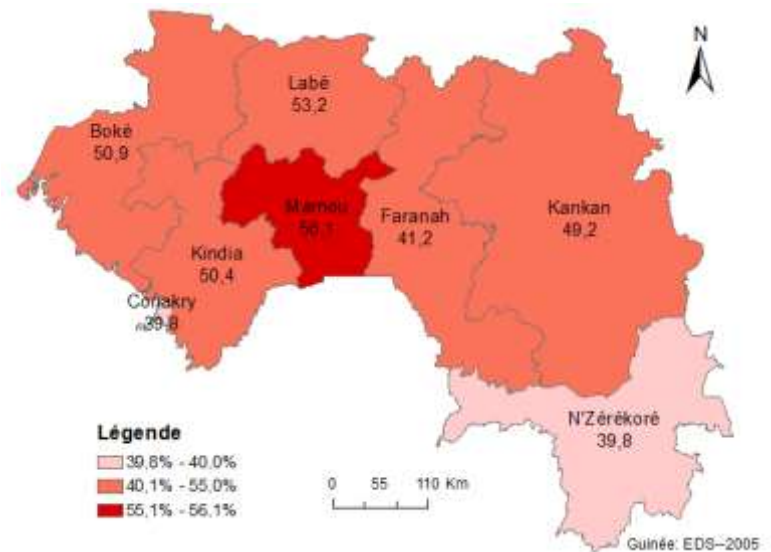 N
Labé
53,2
Boké
50,9
Mamou
56,1
Faranah
41,2
Kankan
49,2
Kindia
50,4
Conakry
39,8
N'Zérékoré
39,8
Légende
39,8% - 40,0%
40,1% - 55,0%
55,1% - 56,1%
0 55 110 Km
Guinée: EDS--2005